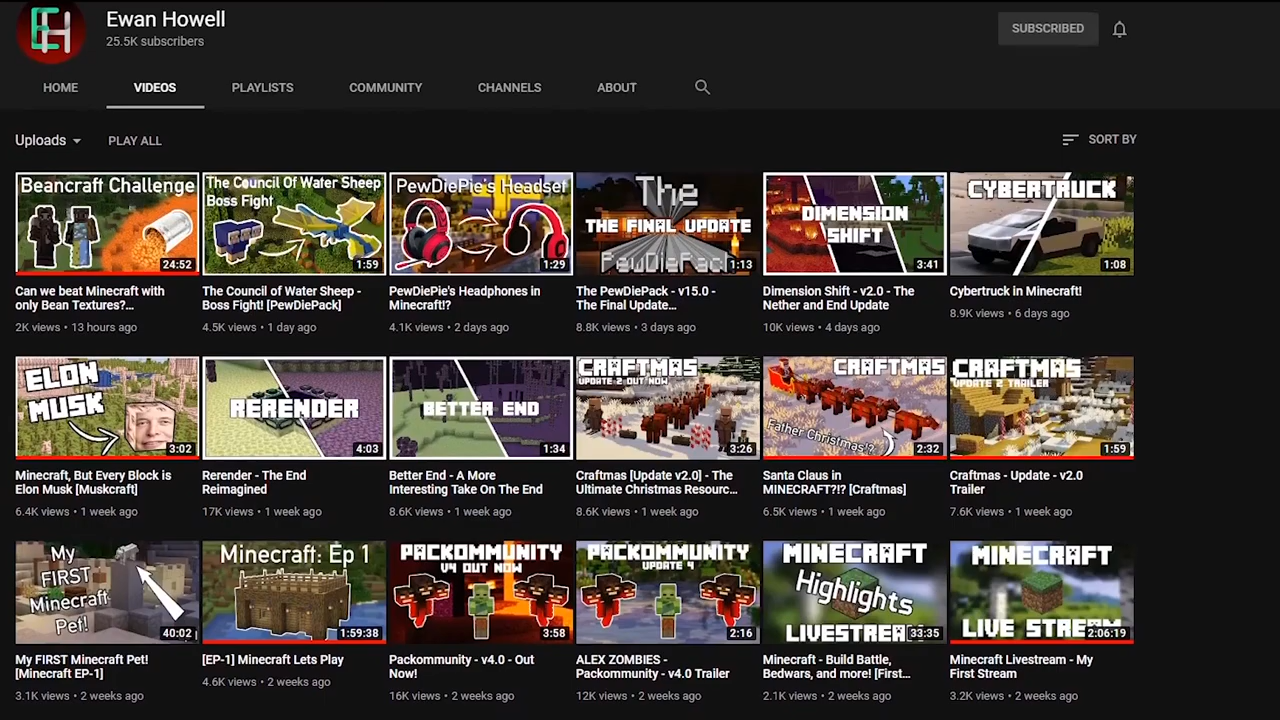 EH
Ewan Howell
25.5K subscribers
SUBSCRIBED
HOME
VIDEOS
PLAYLISTS
COMMUNITY
CHANNELS
ABOUT
Uploads
PLAY ALL
SORT BY
Beancraft Challenge
24:52
The Council Of Water Sheep
Boss Fight
1:59
PewDiePie's Headset
1:29
The
THE FINAL UPDATE
PewDiePack
1:13
DIMENSION
SHIFT
3:41
CYBERTRUCK
1:08
Can we beat Minecraft with
only Bean Textures?...
2K views • 13 hours ago
The Council of Water Sheep -
Boss Fight! [PewDiePack]
4.5K views • 1 day ago
PewDiePie's Headphones in
Minecraft!?
4.1K views • 2 days ago
The PewDiePack - v15.0 -
The Final Update...
8.8K views • 3 days ago
Dimension Shift - v2.0 - The
Nether and End Update
10K views • 4 days ago
Cybertruck in Minecraft!
8.9K views • 6 days ago
ELON
MUSK
3:02
RERENDER
4:03
BETTER END
1:34
CRAFTMAS
UPDATE 2 OUT NOW
3:26
CRAFTMAS
Father Christmas!?
2:32
CRAFTMAS
UPDATE 2 TRAILER
1:59
Minecraft, But Every Block is
Elon Musk [Muskcraft]
6.4K views • 1 week ago
Rerender - The End
Reimagined
17K views • 1 week ago
Better End - A More
Interesting Take On The End
8.6K views • 1 week ago
Craftmas [Update v2.0] - The
Ultimate Christmas Resourc...
8.6K views • 1 week ago
Santa Claus in
MINECRAFT?!? [Craftmas]
6.5K views • 1 week ago
Craftmas - Update - v2.0
Trailer
7.6K views • 1 week ago
My
FIRST
Minecraft
Pet!
40:02
Minecraft: Ep 1
1:59:38
PACKOMMUNITY
V4 OUT NOW
3:58
PACKOMMUNITY
UPDATE 4
2:16
MINECRAFT
Highlights
LIVESTREAM
33:35
MINECRAFT
LIVE STREAM
2:06:19
My FIRST Minecraft Pet!
[Minecraft EP-1]
3.1K views • 2 weeks ago
[EP-1] Minecraft Lets Play
4.6K views • 2 weeks ago
Packommunity - v4.0 - Out
Now!
16K views • 2 weeks ago
ALEX ZOMBIES -
Packommunity - v4.0 Trailer
12K views • 2 weeks ago
Minecraft - Build Battle,
Bedwars, and more! [First...
2.1K views • 2 weeks ago
Minecraft Livestream - My
First Stream
3.2K views • 2 weeks ago